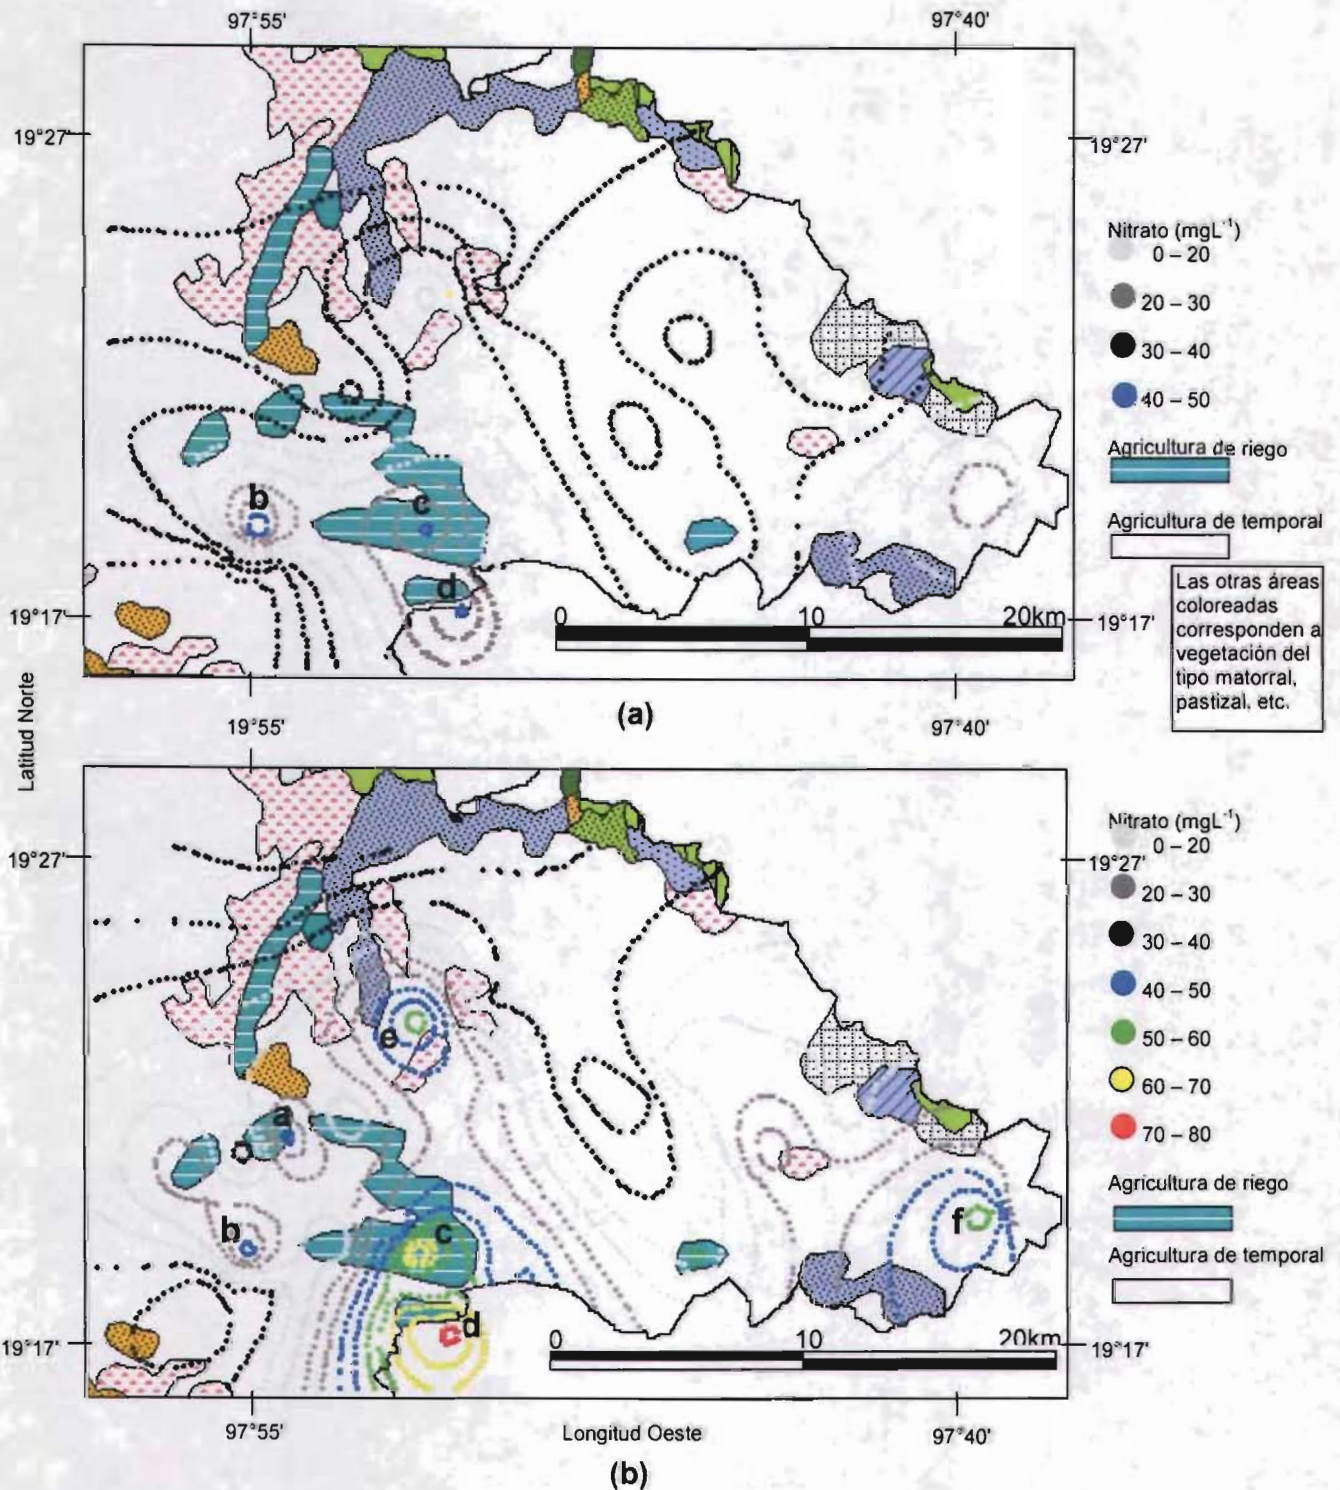 97°55'
97°40'
19°27'
19°27'
Nitrato (mgL⁻¹)
0 – 20
20 – 30
30 – 40
40 – 50
Agricultura de riego
Agricultura de temporal
Las otras áreas
coloreadas
corresponden a
vegetación del
tipo matorral,
pastizal, etc.
b
c
d
0 10 20km
19°17'
19°17'
19°55'
97°40'
(a)
Latitud Norte
Nitrato (mgL⁻¹)
0 – 20
20 – 30
30 – 40
40 – 50
50 – 60
60 – 70
70 – 80
Agricultura de riego
Agricultura de temporal
19°27'
19°27'
e
a
b
c
f
d
0 10 20km
19°17'
19°17'
97°55'
Longitud Oeste
97°40'
(b)